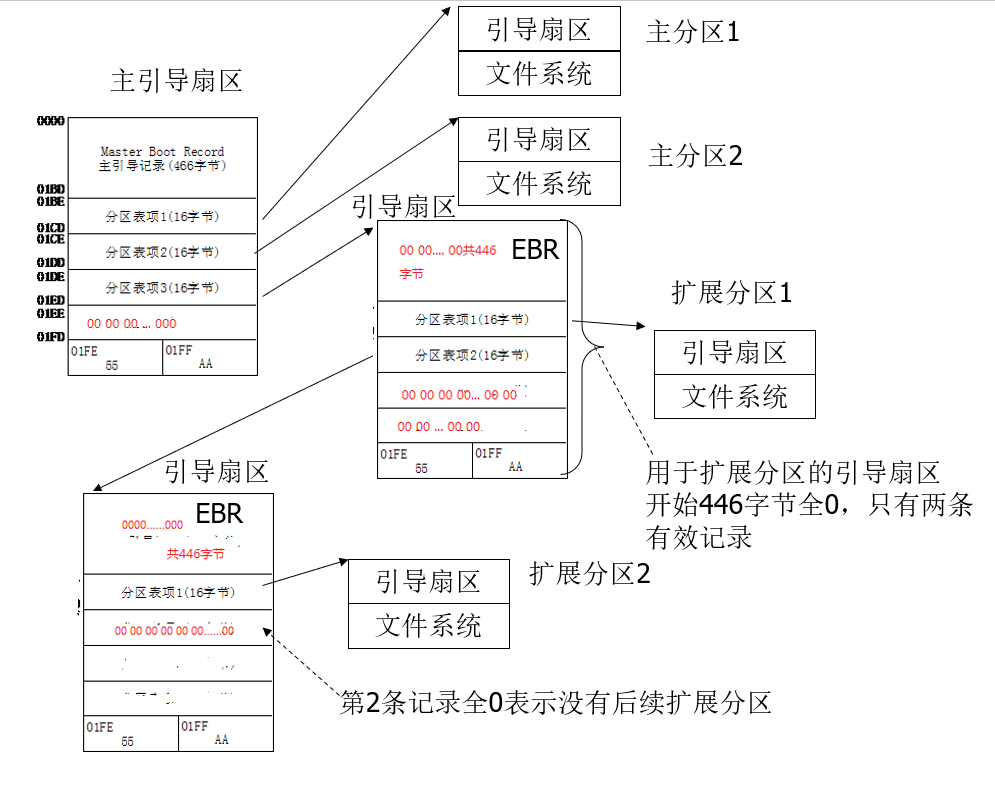 引导扇区
主分区1
文件系统
主引导扇区
0000
Master Boot Record
主引导记录(466字节)
01BD
01BE
分区表项1(16字节)
01CD
01CE
分区表项2(16字节)
01DD
01DE
分区表项3(16字节)
01ED
01EE
00 00 00 ... 000
01FD
01FE
55
01FF
AA
引导扇区
主分区2
文件系统
引导扇区
00 00.... 00共446
字节
EBR
分区表项1(16字节)
分区表项2(16字节)
00 00 00 00... 00 00
00 00 ... 00 00
01FE
55
01FF
AA
扩展分区1
引导扇区
文件系统
用于扩展分区的引导扇区
开始446字节全0，只有两条
有效记录
引导扇区
0000......000
EBR
共446字节
分区表项1(16字节)
00 00 00 00 00 00......00
01FE
55
01FF
AA
引导扇区
扩展分区2
文件系统
第2条记录全0表示没有后续扩展分区